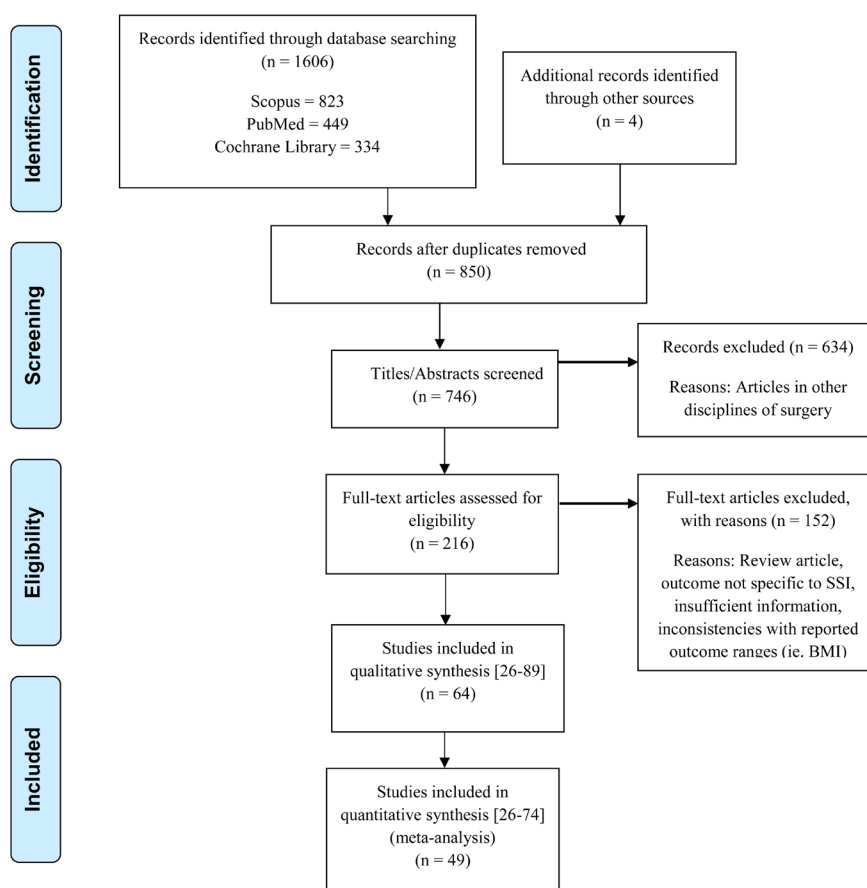 Identification
Records identified through database searching
(n = 1606)
Scopus = 823
PubMed = 449
Cochrane Library = 334
Additional records identified
through other sources
(n = 4)
Records after duplicates removed
(n = 850)
Screening
Titles/Abstracts screened
(n = 746)
Records excluded (n = 634)
Reasons: Articles in other
disciplines of surgery
Eligibility
Full-text articles assessed for
eligibility
(n = 216)
Full-text articles excluded,
with reasons (n = 152)
Reasons: Review article,
outcome not specific to SSI,
insufficient information,
inconsistencies with reported
outcome ranges (ie. BMI)
Studies included in
qualitative synthesis [26-89]
(n = 64)
Included
Studies included in
quantitative synthesis [26-74]
(meta-analysis)
(n = 49)